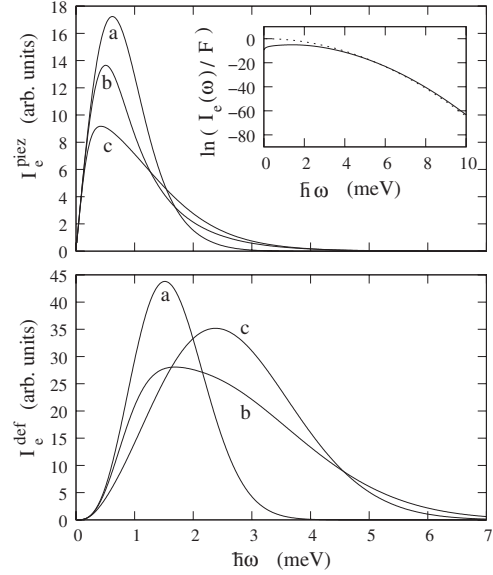 I_e^piez (arb. units)
18
16
14
12
10
8
6
4
2
0
a
b
c
ln ( I_e(ω) / F )
0
−20
−40
−60
−80
0 2 4 6 8 10
ħω (meV)
I_e^def (arb. units)
45
40
35
30
25
20
15
10
5
0
a
c
b
0 1 2 3 4 5 6 7
ħω (meV)